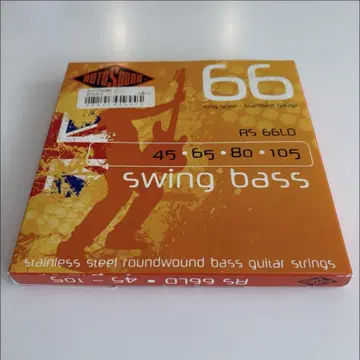 ROTOSOUND
66
long scale • standard gauge
RS 66LD
45 • 65 • 80 • 105
swing bass
stainless steel roundwound bass guitar strings
RS 66LD • 45 - 105